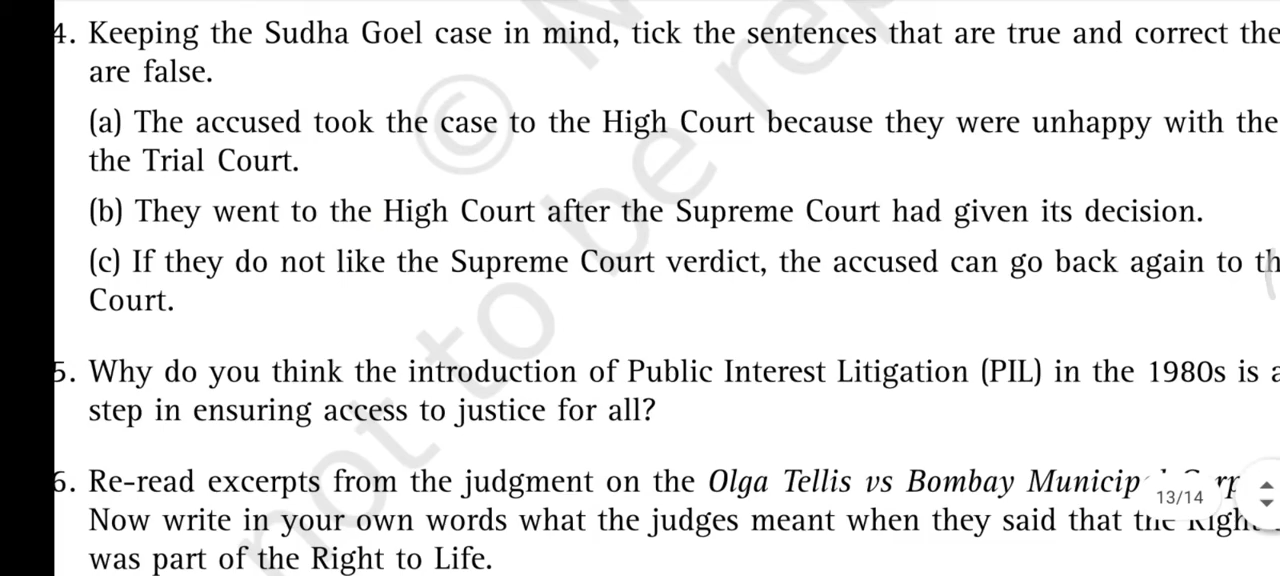 4. Keeping the Sudha Goel case in mind, tick the sentences that are true and correct the
are false.
(a) The accused took the case to the High Court because they were unhappy with the
the Trial Court.
(b) They went to the High Court after the Supreme Court had given its decision.
(c) If they do not like the Supreme Court verdict, the accused can go back again to
Court.
5. Why do you think the introduction of Public Interest Litigation (PIL) in the 1980s is a
step in ensuring access to justice for all?
6. Re-read excerpts from the judgment on the Olga Tellis vs Bombay
13/14
Now write in your own words what the judges meant when they said that the
was part of the Right to Life.
©
not to be